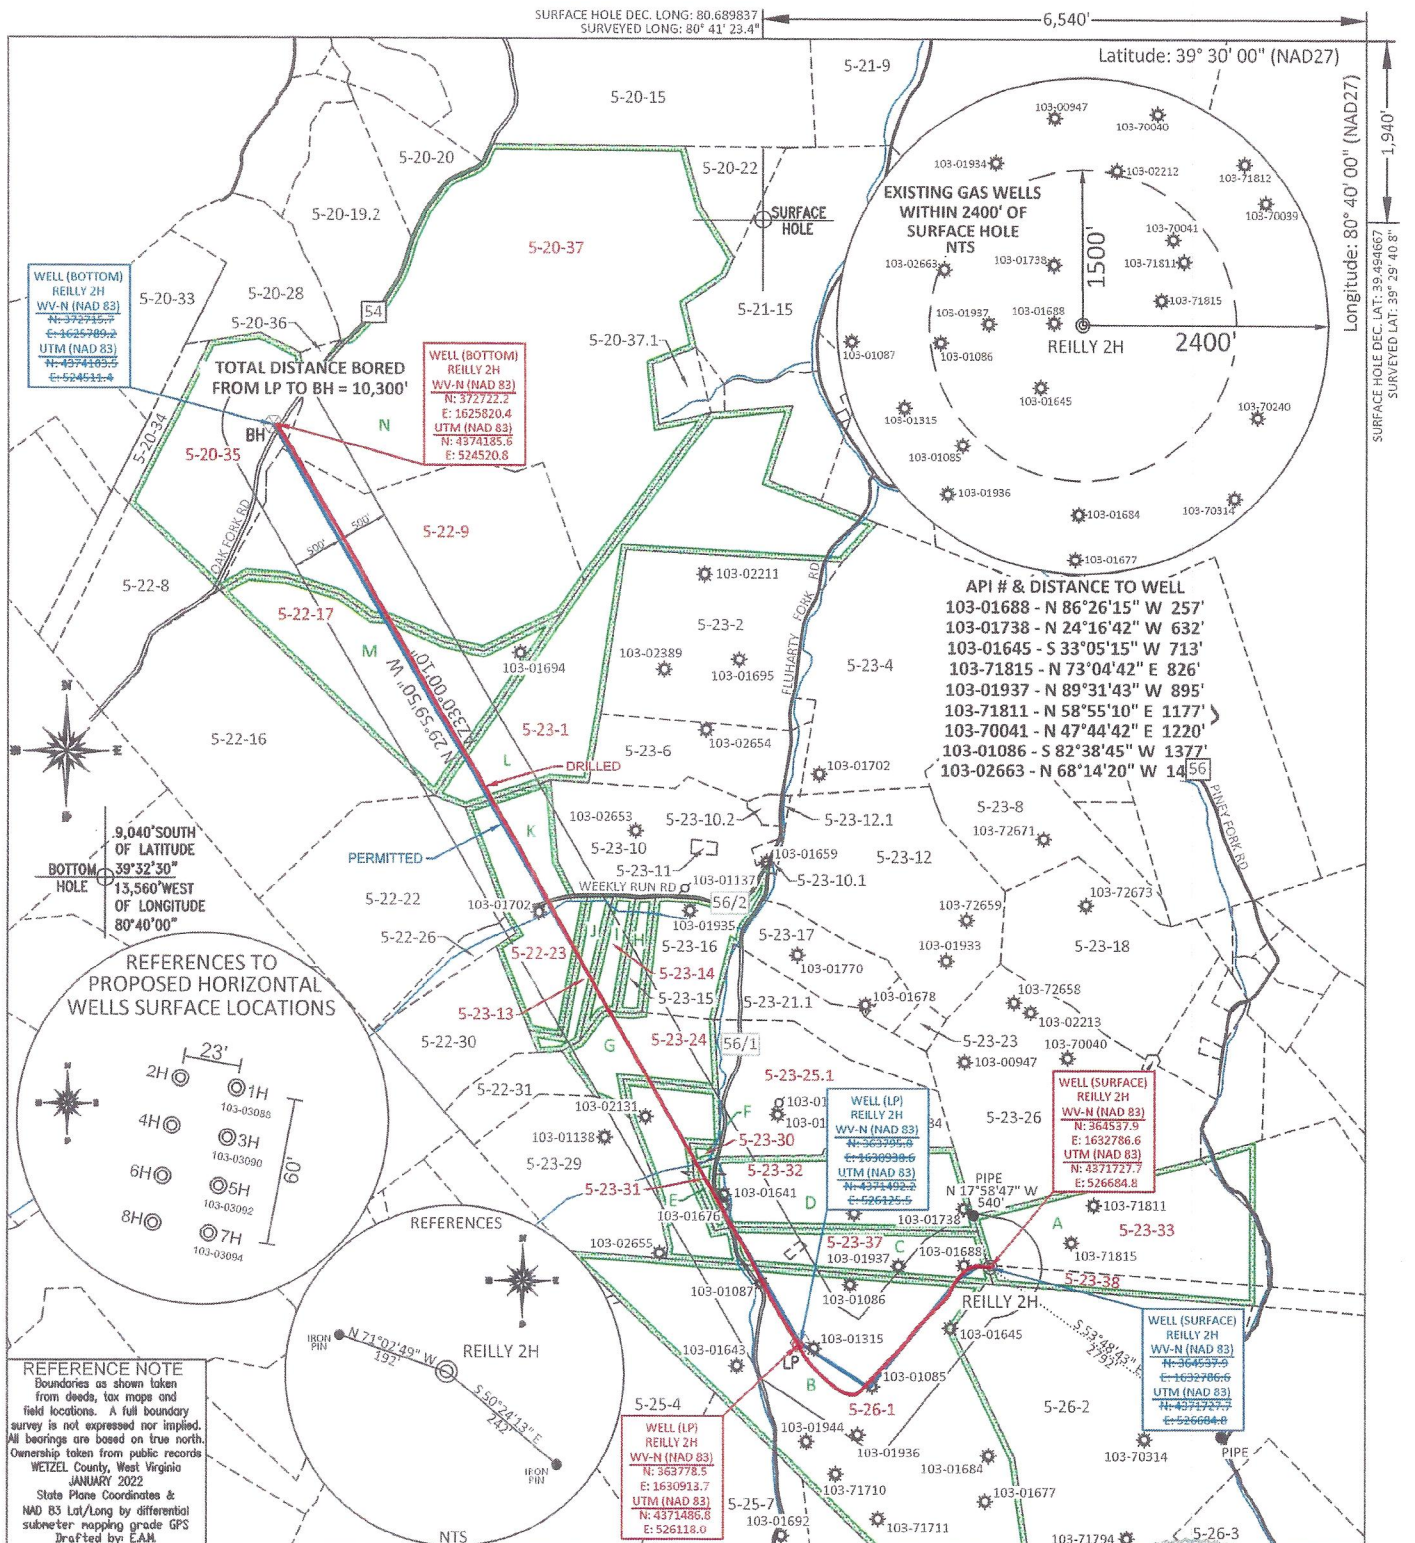 SURFACE HOLE DEC. LONG: 80.689837
SURVEYED LONG: 80° 41' 23.4"
6,540'
Latitude: 39° 30' 00" (NAD27)
Longitude: 80° 40' 00" (NAD27)
1,940'
SURFACE HOLE DEC. LAT: 39.494667
SURVEYED LAT: 39° 29' 40.8"
5-21-9
5-20-15
5-20-20
5-20-22
5-20-19.2
SURFACE
HOLE
5-20-37
5-20-33
5-20-28
5-20-36
54
5-21-15
5-20-37.1
WELL (BOTTOM)
REILLY 2H
WV-N (NAD 83)
N: 372715.7
E: 1625789.2
UTM (NAD 83)
N: 4374183.5
E: 524511.4
TOTAL DISTANCE BORED
FROM LP TO BH = 10,300'
WELL (BOTTOM)
REILLY 2H
WV-N (NAD 83)
N: 372722.2
E: 1625820.4
UTM (NAD 83)
N: 4374185.6
E: 524520.8
BH
N
5-20-34
5-20-35
OAK FORK RD
500'
500'
5-22-9
5-22-8
5-22-17
M
103-01694
N 29°59'50" W
AZ330°00'10"
5-22-16
103-00947
103-70040
103-01934
103-02212
103-71812
103-70039
EXISTING GAS WELLS
WITHIN 2400' OF
SURFACE HOLE
NTS
1500'
103-70041
103-02663
103-01738
103-71811
103-71815
103-01937
103-01688
REILLY 2H
2400'
103-01087
103-01086
103-01645
103-01315
103-70240
103-01085
103-01936
103-01684
103-70314
103-01677
API # & DISTANCE TO WELL
103-01688 - N 86°26'15" W 257'
103-01738 - N 24°16'42" W 632'
103-01645 - S 33°05'15" W 713'
103-71815 - N 73°04'42" E 826'
103-01937 - N 89°31'43" W 895'
103-71811 - N 58°55'10" E 1177'
103-70041 - N 47°44'42" E 1220'
103-01086 - S 82°38'45" W 1377'
103-02663 - N 68°14'20" W 14
56
PINEY FORK RD
103-02211
5-23-2
FLUHARTY FORK RD
103-02389
103-01695
5-23-4
5-23-1
5-23-6
103-02654
L
DRILLED
103-01702
5-23-8
103-72671
9,040'SOUTH
OF LATITUDE
39°32'30"
BOTTOM
HOLE
13,560'WEST
OF LONGITUDE
80°40'00"
PERMITTED
K
103-02653
5-23-10.2
5-23-12.1
5-23-10
5-23-11
103-01659
5-23-12
5-23-10.1
WEEKLY RUN RD
103-01137
56/2
103-72673
5-22-22
103-01702
103-01935
103-72659
5-22-26
5-22-23
J
I
H
5-23-16
5-23-17
103-01933
5-23-18
5-23-14
103-01770
5-23-15
5-23-21.1
103-01678
103-72658
103-02213
5-23-13
5-23-24
5-23-23
5-22-30
G
56/1
103-70040
103-00947
5-22-31
5-23-25.1
REFERENCES TO
PROPOSED HORIZONTAL
WELLS SURFACE LOCATIONS
23'
2H
1H
103-03088
4H
3H
103-03090
60'
6H
5H
103-03092
8H
7H
103-03094
WELL (LP)
REILLY 2H
WV-N (NAD 83)
N: 363795.8
E: 1630938.6
UTM (NAD 83)
N: 4371492.2
E: 526125.5
WELL (SURFACE)
REILLY 2H
WV-N (NAD 83)
N: 364537.9
E: 1632786.6
UTM (NAD 83)
N: 4371727.7
E: 526684.8
5-23-26
103-02131
F
103-01138
5-23-30
5-23-29
5-23-32
5-23-31
E
103-01641
D
PIPE
N 17°58'47" W
540'
103-01676
103-01738
103-71811
A
5-23-33
103-02655
5-23-37
C
103-01937
103-01688
103-71815
5-23-38
103-01087
103-01086
REILLY 2H
103-01645
S 53°48'43" E
2792'
WELL (SURFACE)
REILLY 2H
WV-N (NAD 83)
N: 364537.9
E: 1632786.6
UTM (NAD 83)
N: 4371727.7
E: 526684.8
PIPE
103-01315
LP
103-01643
103-01085
B
5-26-1
5-25-4
5-26-2
103-01944
103-01936
103-01684
103-70314
103-71710
103-01677
5-25-7
103-01692
103-71711
103-71794
5-26-3
WELL (LP)
REILLY 2H
WV-N (NAD 83)
N: 363778.5
E: 1630913.7
UTM (NAD 83)
N: 4371486.8
E: 526118.0
REFERENCES
IRON
PIN
N 71°02'49" W
192'
REILLY 2H
S 50°24'13" E
242'
IRON
PIN
NTS
REFERENCE NOTE
Boundaries as shown taken
from deeds, tax maps and
field locations. A full boundary
survey is not expressed nor implied.
All bearings are based on true north.
Ownership taken from public records
WETZEL County, West Virginia
JANUARY 2022
State Plane Coordinates &
NAD 83 Lat/Long by differential
submeter mapping grade GPS
Drafted by: E.A.M.